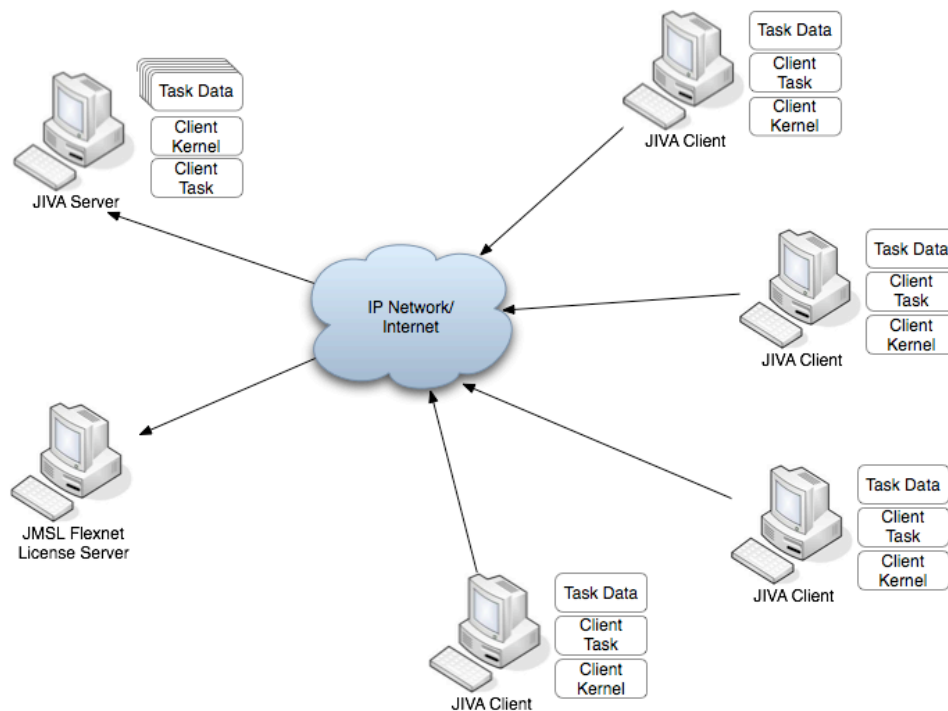 Task Data
Client
Kernel
Client
Task
JIVA Server
Task Data
Client
Task
Client
Kernel
JIVA Client
IP Network/
Internet
Task Data
Client
Task
Client
Kernel
JIVA Client
JMSL Flexnet
License Server
Task Data
Client
Task
Client
Kernel
JIVA Client
Task Data
Client
Task
Client
Kernel
JIVA Client